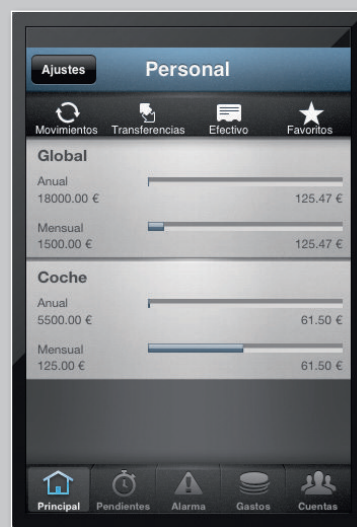 Ajustes Personal
Movimientos Transferencias Efectivo Favoritos
Global
Anual
18000.00 € 125.47 €
Mensual
1500.00 € 125.47 €
Coche
Anual
5500.00 € 61.50 €
Mensual
125.00 € 61.50 €
Principal Pendientes Alarma Gastos Cuentas